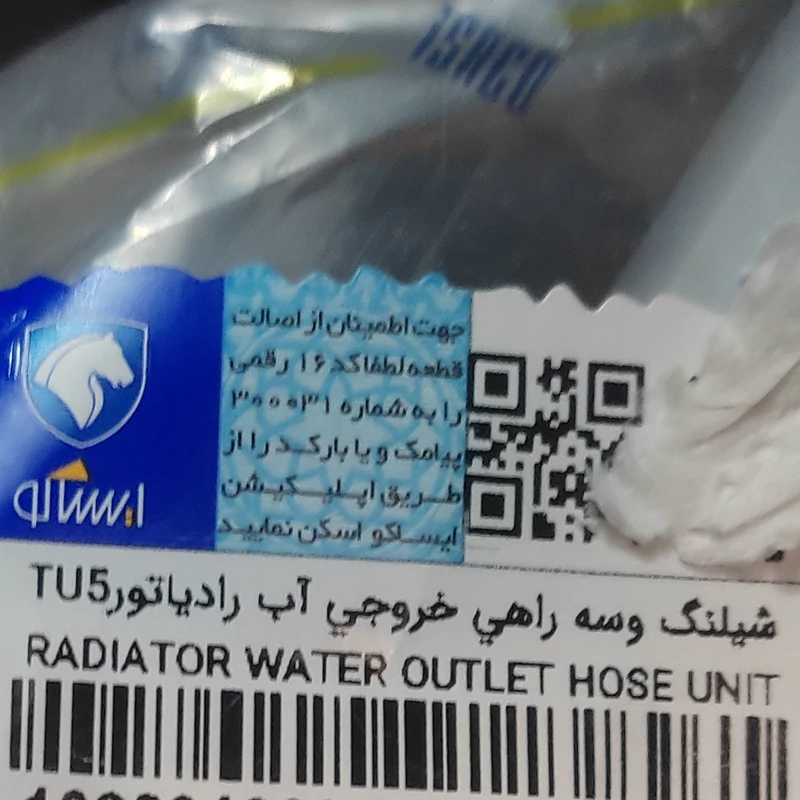 iSACO
جهت اطمینان از اصالت
قطعه لطفا کد ۱۶ رقمی
را به شماره ۳۰۰۰۳۱
پیامک و یا بارکد را از
طریق اپلیکیشن
ایساکو اسکن نمایید
ایساکو
شيلنگ وسه راهي خروجي آب رادياتورTU5
RADIATOR WATER OUTLET HOSE UNIT